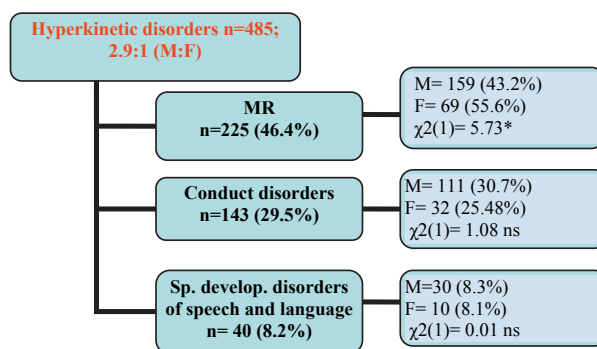 Hyperkinetic disorders n=485;
2.9:1 (M:F)
MR
n=225 (46.4%)
M= 159 (43.2%)
F= 69 (55.6%)
χ2(1)= 5.73*
Conduct disorders
n=143 (29.5%)
M= 111 (30.7%)
F= 32 (25.48%)
χ2(1)= 1.08 ns
Sp. develop. disorders
of speech and language
n= 40 (8.2%)
M=30 (8.3%)
F= 10 (8.1%)
χ2(1)= 0.01 ns